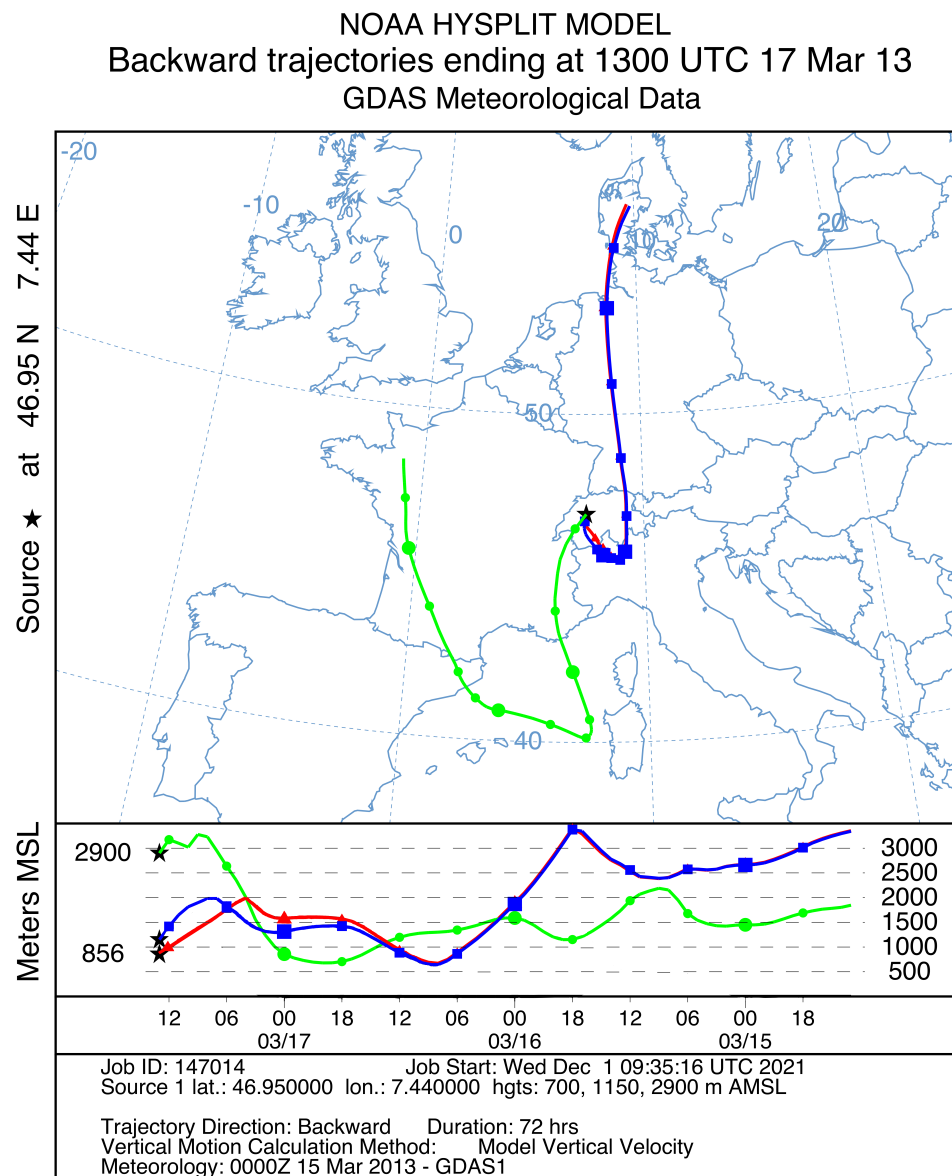 NOAA HYSPLIT MODEL
Backward trajectories ending at 1300 UTC 17 Mar 13
GDAS Meteorological Data
Source ★ at 46.95 N 7.44 E
-20
-10
0
10
20
50
40
Meters MSL
2900
856
3000
2500
2000
1500
1000
500
12 06 00 18 12 06 00 18 12 06 00 18
03/17 03/16 03/15
Job ID: 147014 Job Start: Wed Dec 1 09:35:16 UTC 2021
Source 1 lat.: 46.950000 lon.: 7.440000 hgts: 700, 1150, 2900 m AMSL
Trajectory Direction: Backward Duration: 72 hrs
Vertical Motion Calculation Method: Model Vertical Velocity
Meteorology: 0000Z 15 Mar 2013 - GDAS1